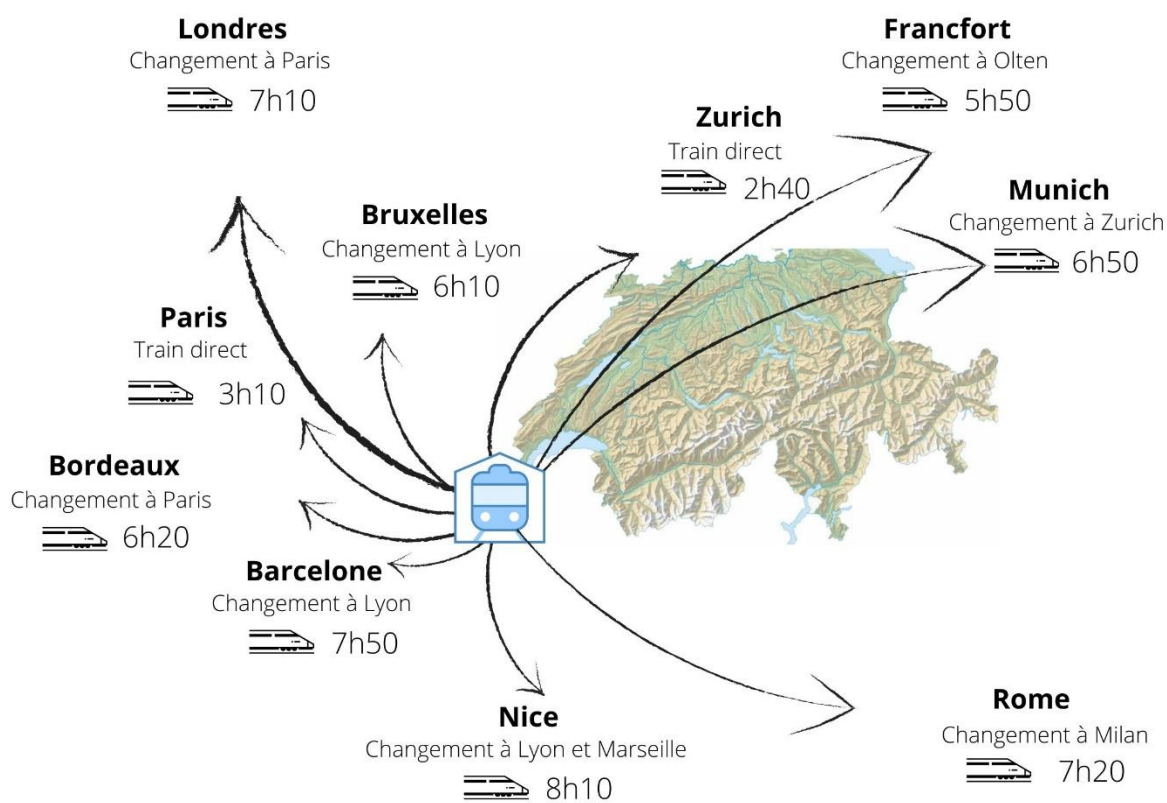 Londres
Changement à Paris
7h10
Francfort
Changement à Olten
5h50
Zurich
Train direct
2h40
Munich
Changement à Zurich
6h50
Bruxelles
Changement à Lyon
6h10
Paris
Train direct
3h10
Bordeaux
Changement à Paris
6h20
Barcelone
Changement à Lyon
7h50
Nice
Changement à Lyon et Marseille
8h10
Rome
Changement à Milan
7h20